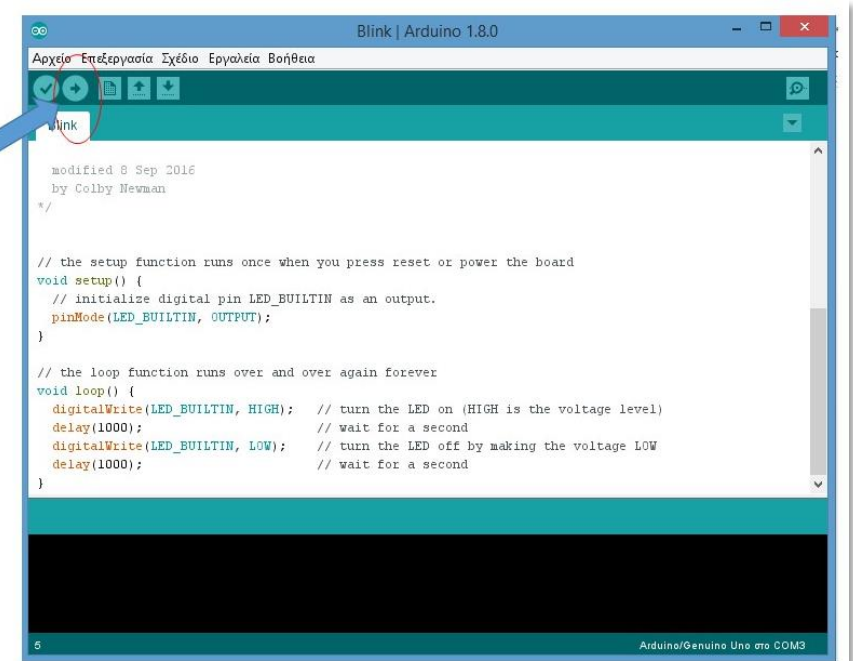 Blink | Arduino 1.8.0
Αρχείο Επεξεργασία Σχέδιο Εργαλεία Βοήθεια
Blink
modified 8 Sep 2016
by Colby Newman
*/
// the setup function runs once when you press reset or power the board
void setup() {
// initialize digital pin LED_BUILTIN as an output.
pinMode(LED_BUILTIN, OUTPUT);
}
// the loop function runs over and over again forever
void loop() {
digitalWrite(LED_BUILTIN, HIGH);   // turn the LED on (HIGH is the voltage level)
delay(1000);                       // wait for a second
digitalWrite(LED_BUILTIN, LOW);    // turn the LED off by making the voltage LOW
delay(1000);                       // wait for a second
}
5 Arduino/Genuino Uno στο COM3